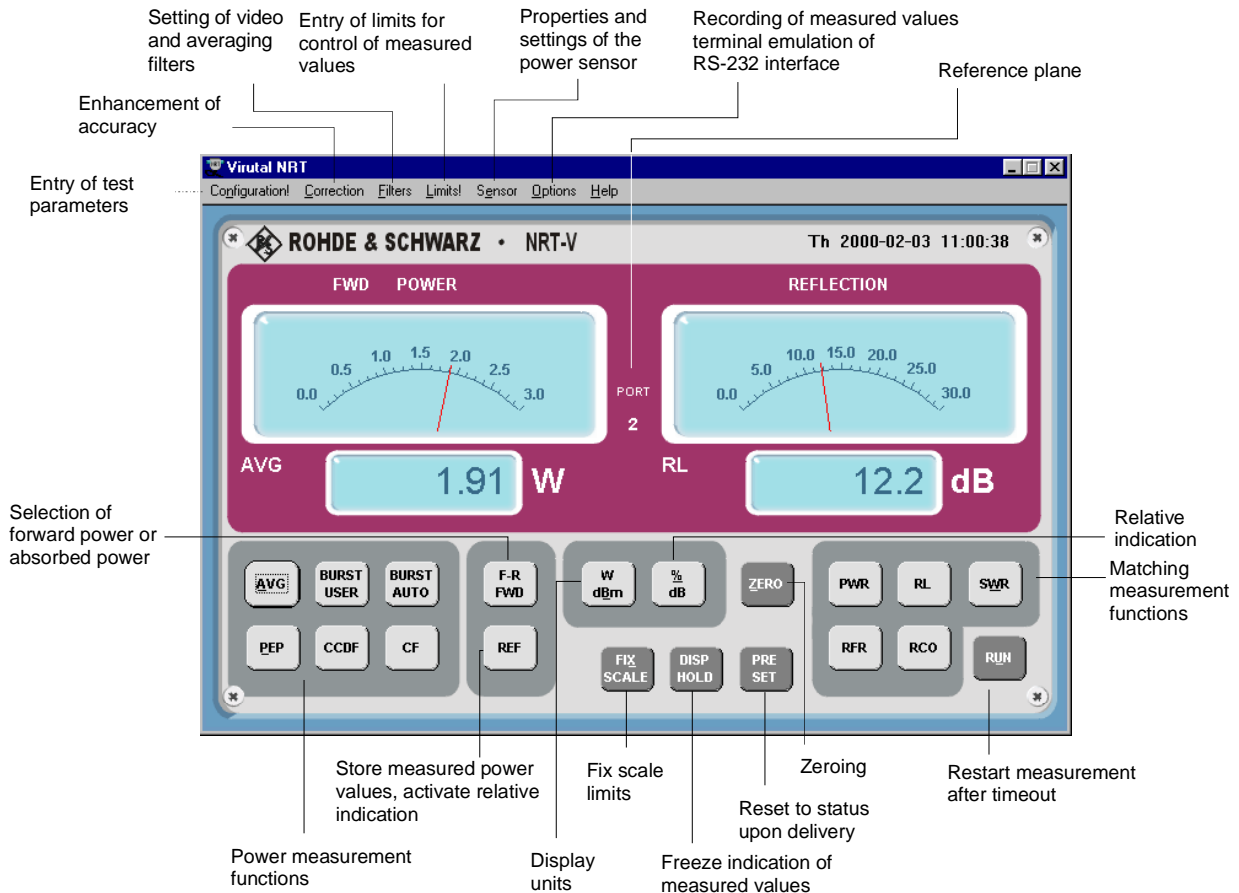 Setting of video
and averaging
filters
Entry of limits for
control of measured
values
Properties and
settings of the
power sensor
Recording of measured values
terminal emulation of
RS-232 interface
Reference plane
Enhancement of
accuracy
Entry of test
parameters
Virutal NRT
Configuration! Correction Filters Limits! Sensor Options Help
ROHDE & SCHWARZ · NRT-V
Th 2000-02-03 11:00:38
FWD POWER
REFLECTION
0.0 0.5 1.0 1.5 2.0 2.5 3.0
PORT
2
0.0 5.0 10.0 15.0 20.0 25.0 30.0
AVG
1.91 W
RL
12.2 dB
Selection of
forward power or
absorbed power
Relative
indication
Matching
measurement
functions
AVG
BURST
USER
BURST
AUTO
F-R
FWD
W
dBm
%
dB
ZERO
PWR
RL
SWR
PEP
CCDF
CF
REF
FIX
SCALE
DISP
HOLD
PRE
SET
RFR
RCO
RUN
Store measured power
values, activate relative
indication
Fix scale
limits
Zeroing
Restart measurement
after timeout
Reset to status
upon delivery
Power measurement
functions
Display
units
Freeze indication of
measured values